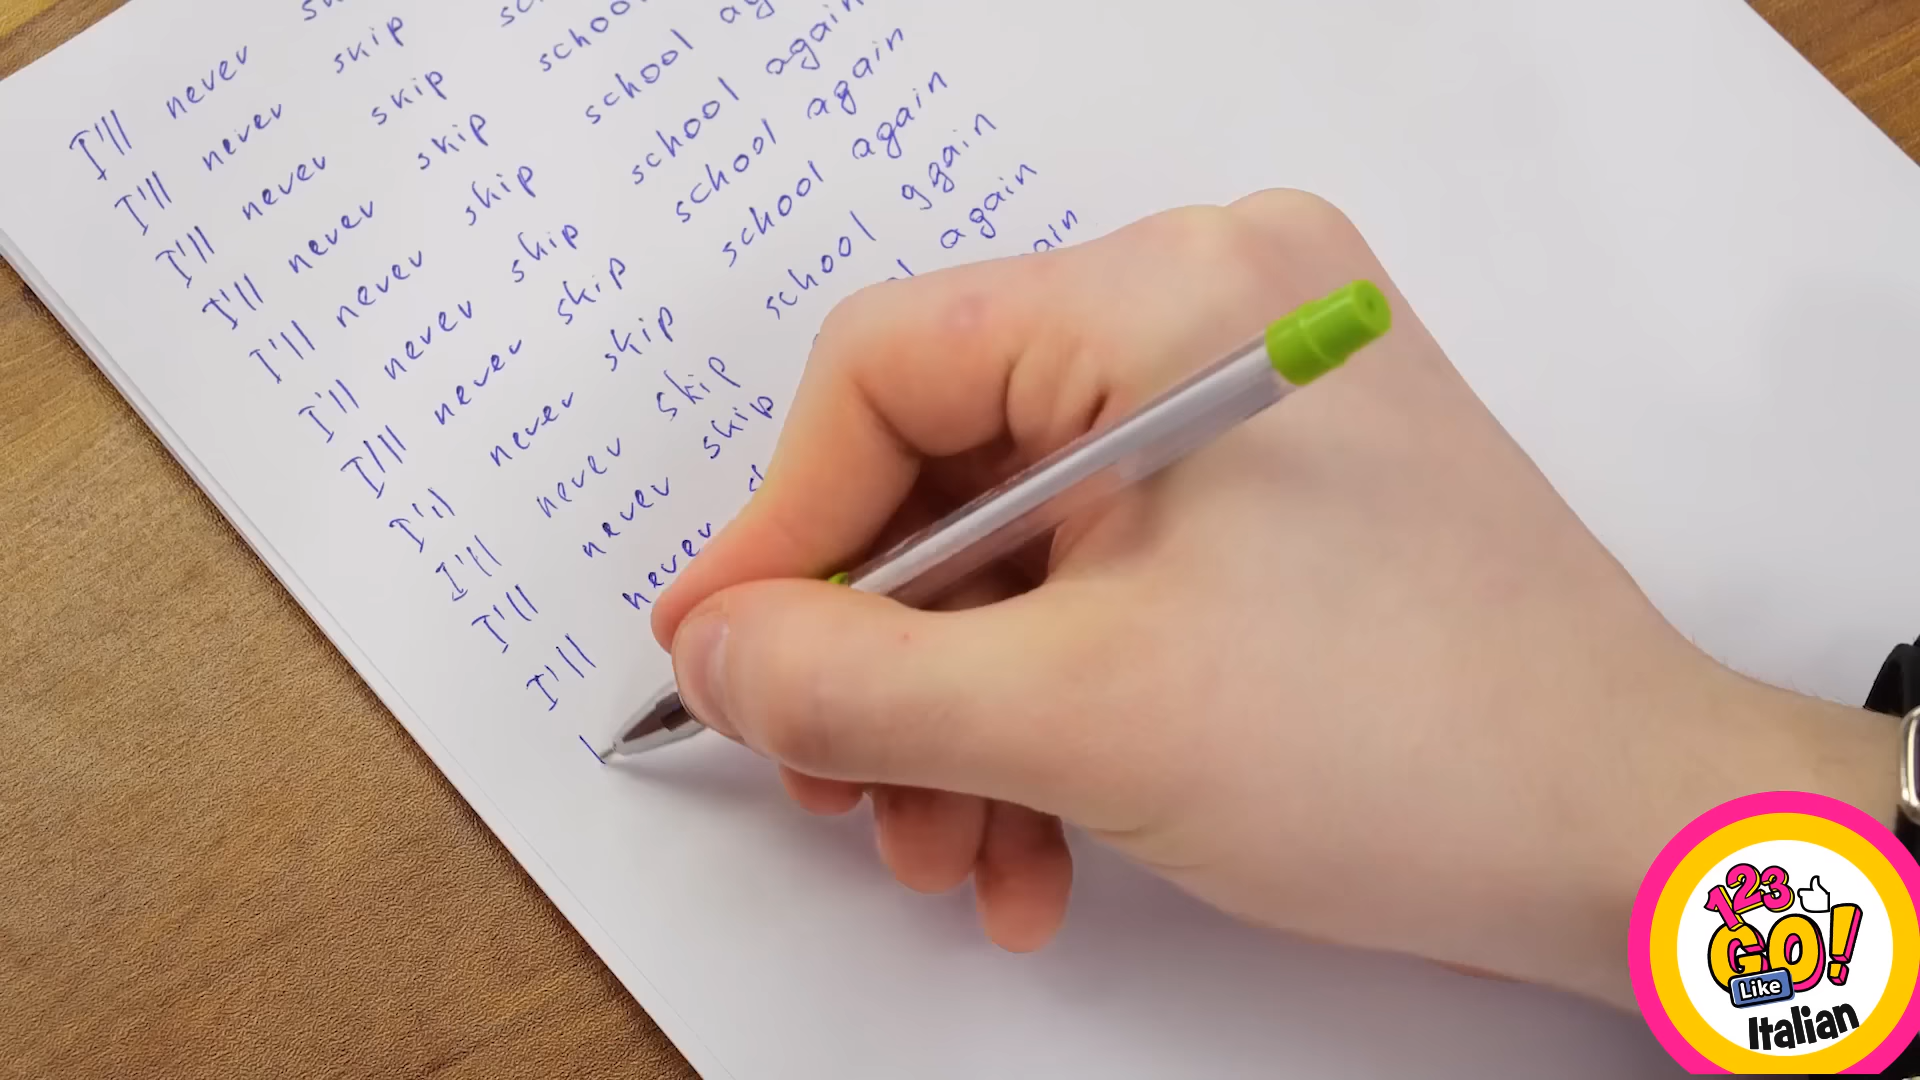 I'll never
I'll never skip
I'll never skip school
I'll never skip school
I'll never skip school again
I'll never skip school again
I'll never skip school again
I'll never skip school again
I'll never skip again
I'll never skip
I'll never
123
GO!
Like
Italian